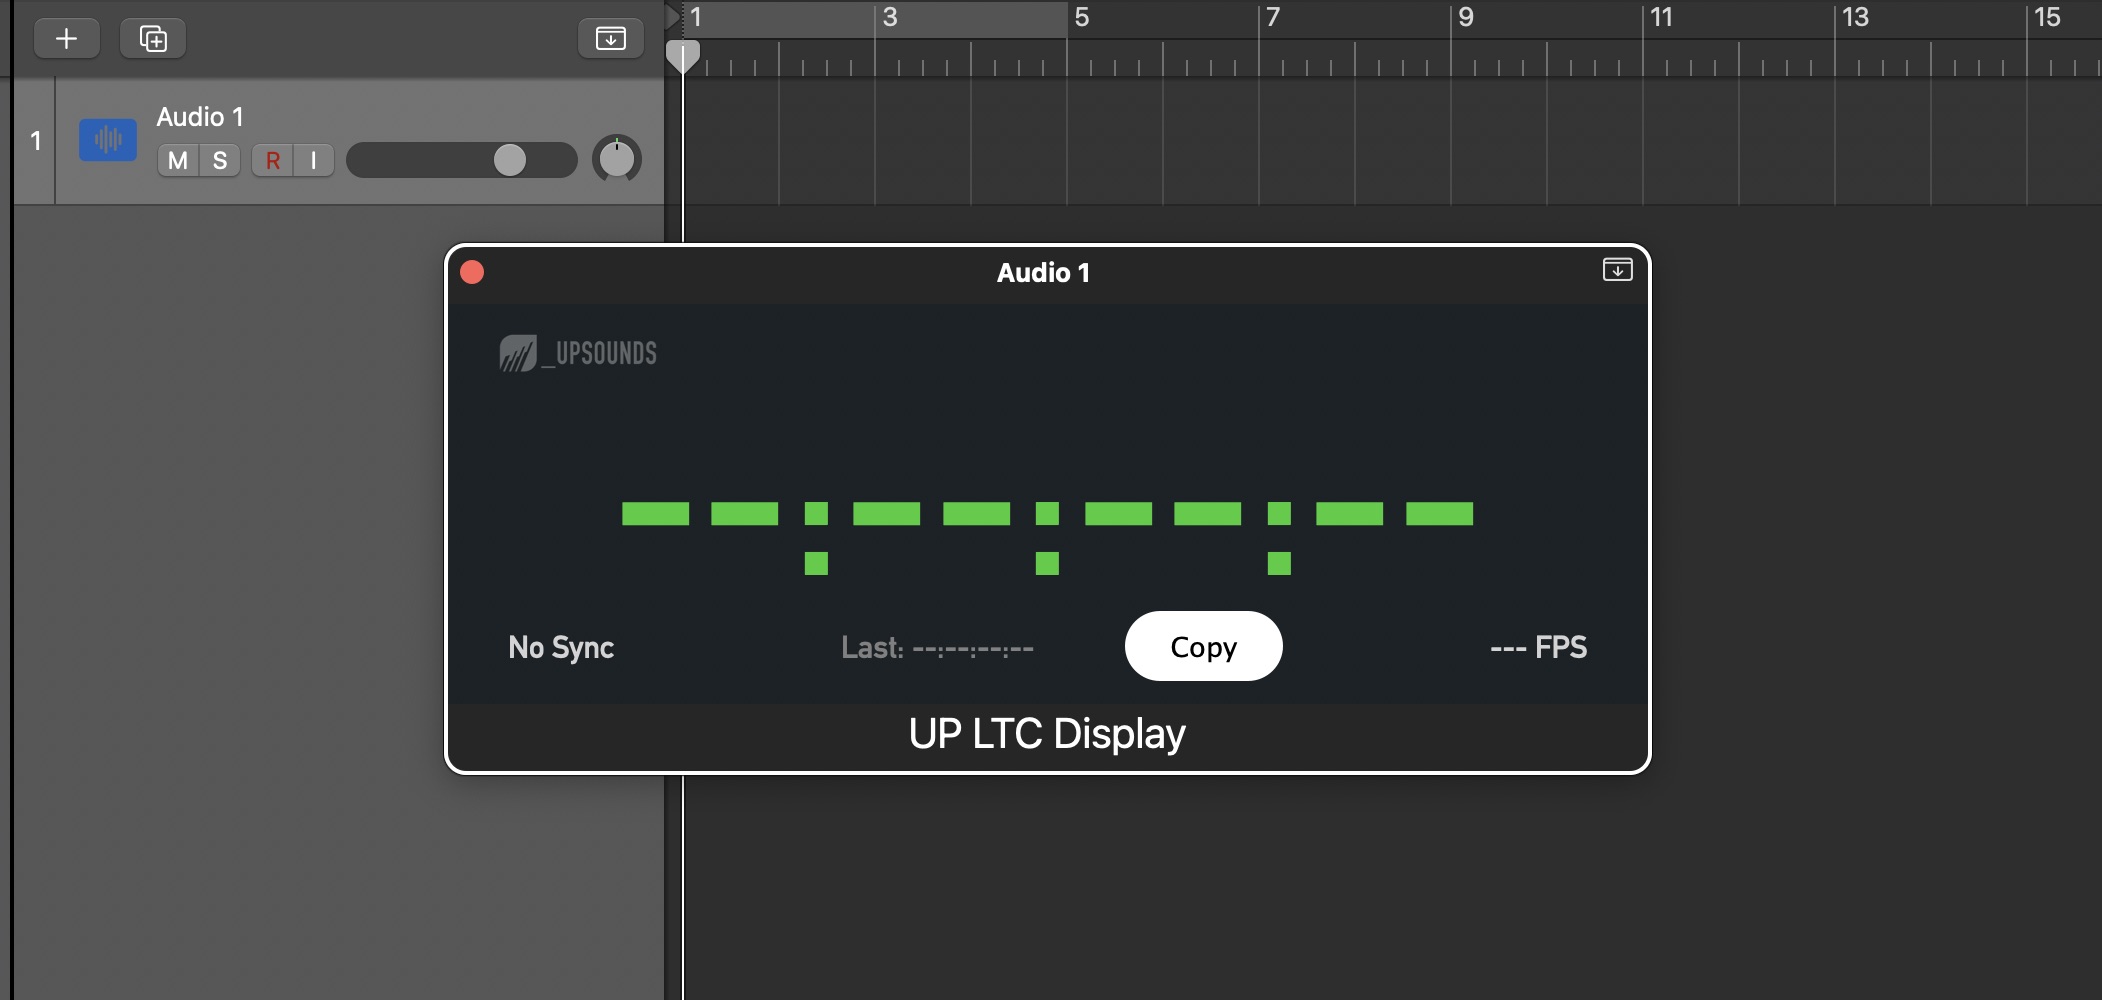 1 3 5 7 9 11 13 15
Audio 1
1
M S R I
Audio 1
_UPSOUNDS
--:--:--:--
No Sync
Last: --:--:--:--
Copy
--- FPS
UP LTC Display